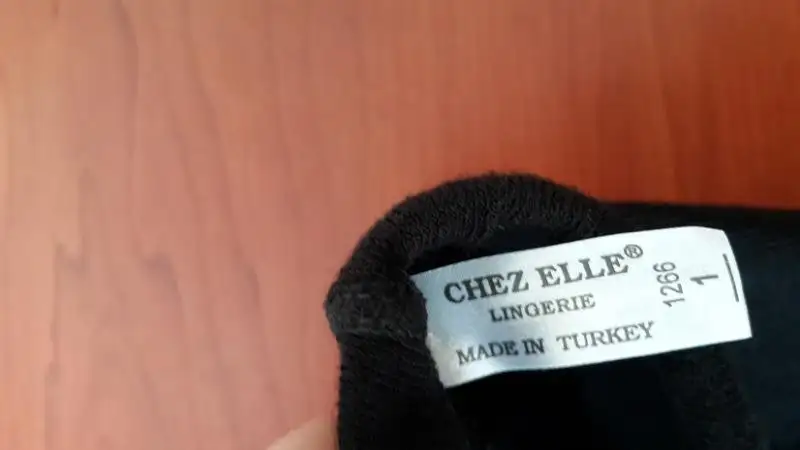 CHEZ ELLE®
LINGERIE
MADE IN TURKEY
1266
1